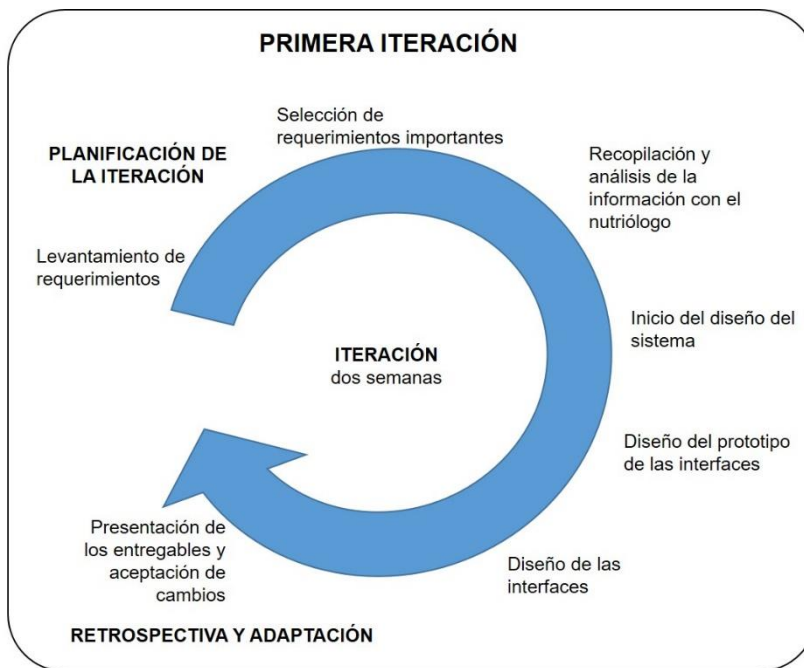 PRIMERA ITERACIÓN
PLANIFICACIÓN DE
LA ITERACIÓN
Levantamiento de
requerimientos
Selección de
requerimientos importantes
Recopilación y
análisis de la
información con el
nutriólogo
Inicio del diseño del
sistema
Diseño del prototipo
de las interfaces
Diseño de las
interfaces
Presentación de
los entregables y
aceptación de
cambios
RETROSPECTIVA Y ADAPTACIÓN
ITERACIÓN
dos semanas